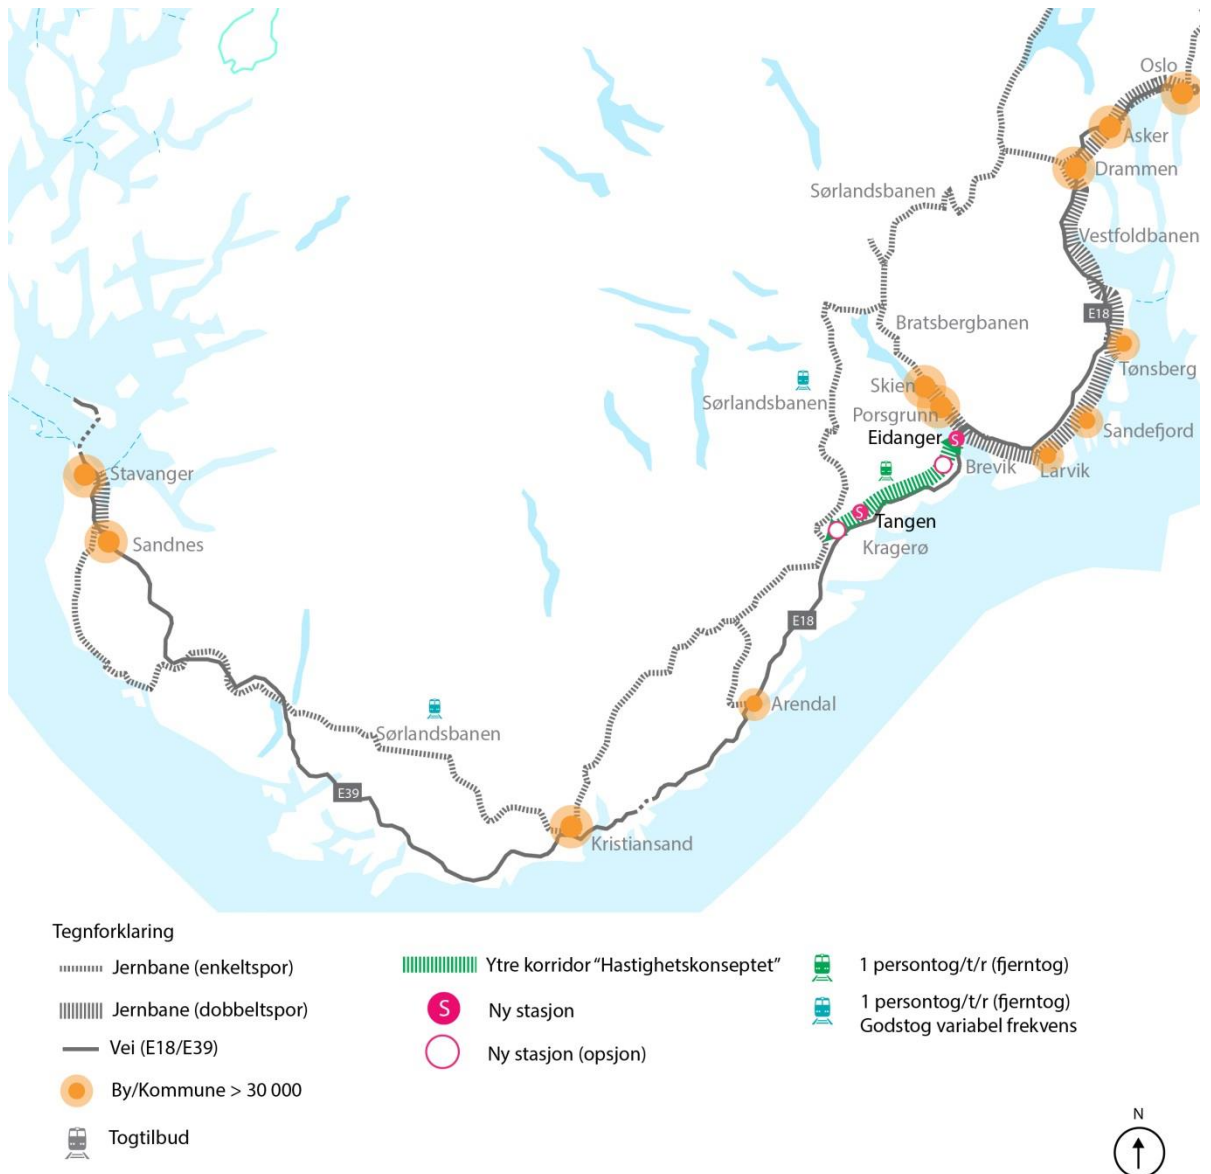 Oslo
Asker
Drammen
Sørlandsbanen
Vestfoldbanen
E18
Bratsbergbanen
Tønsberg
Skien
Sørlandsbanen
Porsgrunn
Sandefjord
Eidanger
S
Brevik
Larvik
Stavanger
S
Tangen
Sandnes
Kragerø
E18
Arendal
Sørlandsbanen
E39
Kristiansand
Tegnforklaring
Jernbane (enkeltspor)
Jernbane (dobbeltspor)
Vei (E18/E39)
By/Kommune > 30 000
Togtilbud
Ytre korridor “Hastighetskonseptet”
S Ny stasjon
Ny stasjon (opsjon)
1 persontog/t/r (fjerntog)
1 persontog/t/r (fjerntog)
Godstog variabel frekvens
N